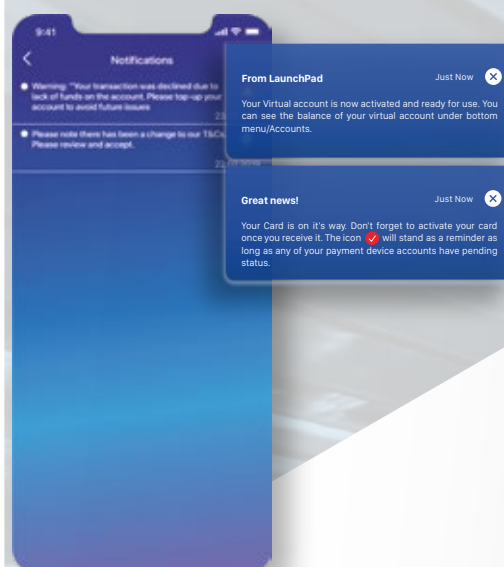 9:41
Notifications
Warning: "Your transaction was declined due to
lack of funds on the account. Please top-up your
account to avoid future issues
Please note there has been a change to our T&Cs.
Please review and accept.
From LaunchPad Just Now
Your Virtual account is now activated and ready for use. You
can see the balance of your virtual account under bottom
menu/Accounts.
Great news! Just Now
Your Card is on it's way. Don't forget to activate your card
once you receive it. The icon will stand as a reminder as
long as any of your payment device accounts have pending
status.